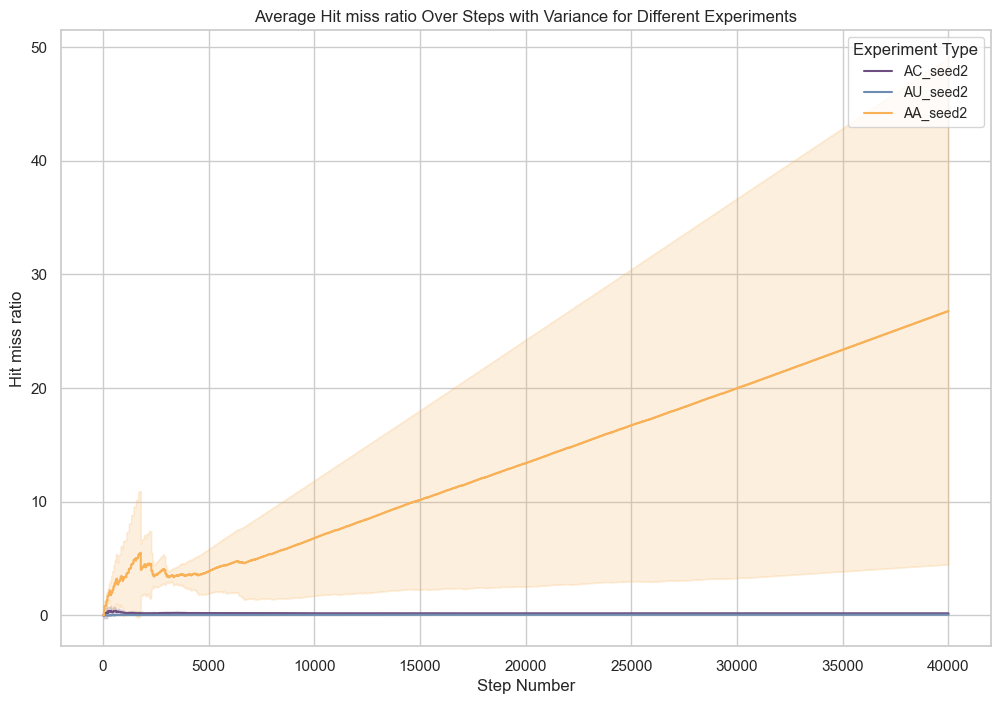 Average Hit miss ratio Over Steps with Variance for Different Experiments
Experiment Type
AC_seed2
AU_seed2
AA_seed2
Hit miss ratio
50
40
30
20
10
0
0 5000 10000 15000 20000 25000 30000 35000 40000
Step Number